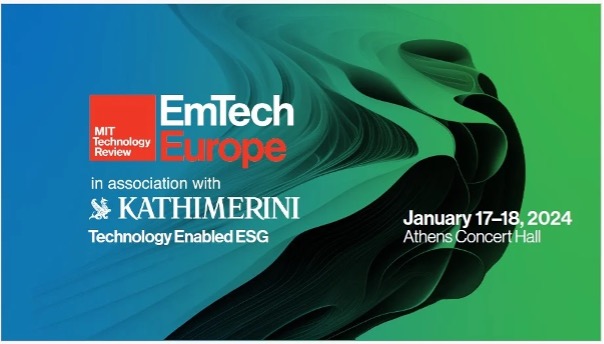 EmTech
Europe
MIT
Technology
Review
in association with
KATHIMERINI
Technology Enabled ESG
January 17–18, 2024
Athens Concert Hall